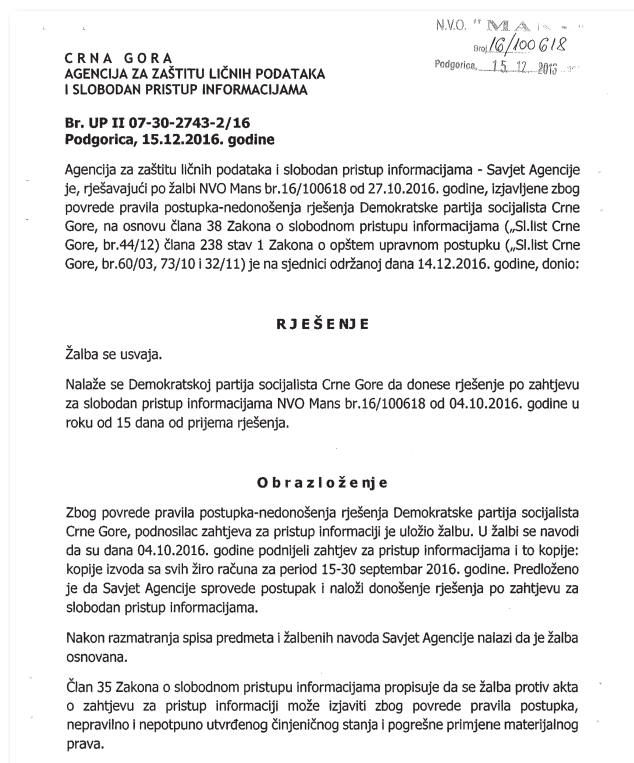 N.V.O. "MA
Broj 16/100618
Podgorica, 15. 12. 2016
CRNA GORA
AGENCIJA ZA ZAŠTITU LIČNIH PODATAKA
I SLOBODAN PRISTUP INFORMACIJAMA
Br. UP II 07-30-2743-2/16
Podgorica, 15.12.2016. godine
Agencija za zaštitu ličnih podataka i slobodan pristup informacijama - Savjet Agencije
je, rješavajući po žalbi NVO Mans br.16/100618 od 27.10.2016. godine, izjavljene zbog
povrede pravila postupka-nedonošenja rješenja Demokratske partija socijalista Crne
Gore, na osnovu člana 38 Zakona o slobodnom pristupu informacijama („Sl.list Crne
Gore, br.44/12) člana 238 stav 1 Zakona o opštem upravnom postupku („Sl.list Crne
Gore, br.60/03, 73/10 i 32/11) je na sjednici održanoj dana 14.12.2016. godine, donio:
RJEŠENJE
Žalba se usvaja.
Nalaže se Demokratskoj partija socijalista Crne Gore da donese rješenje po zahtjevu
za slobodan pristup informacijama NVO Mans br.16/100618 od 04.10.2016. godine u
roku od 15 dana od prijema rješenja.
Obrazloženje
Zbog povrede pravila postupka-nedonošenja rješenja Demokratske partija socijalista
Crne Gore, podnosilac zahtjeva za pristup informaciji je uložio žalbu. U žalbi se navodi
da su dana 04.10.2016. godine podnijeli zahtjev za pristup informacijama i to kopije:
kopije izvoda sa svih žiro računa za period 15-30 septembar 2016. godine. Predloženo
je da Savjet Agencije sprovede postupak i naloži donošenje rješenja po zahtjevu za
slobodan pristup informacijama.
Nakon razmatranja spisa predmeta i žalbenih navoda Savjet Agencije nalazi da je žalba
osnovana.
Član 35 Zakona o slobodnom pristupu informacijama propisuje da se žalba protiv akta
o zahtjevu za pristup informaciji može izjaviti zbog povrede pravila postupka,
nepravilno i nepotpuno utvrđenog činjeničnog stanja i pogrešne primjene materijalnog
prava.